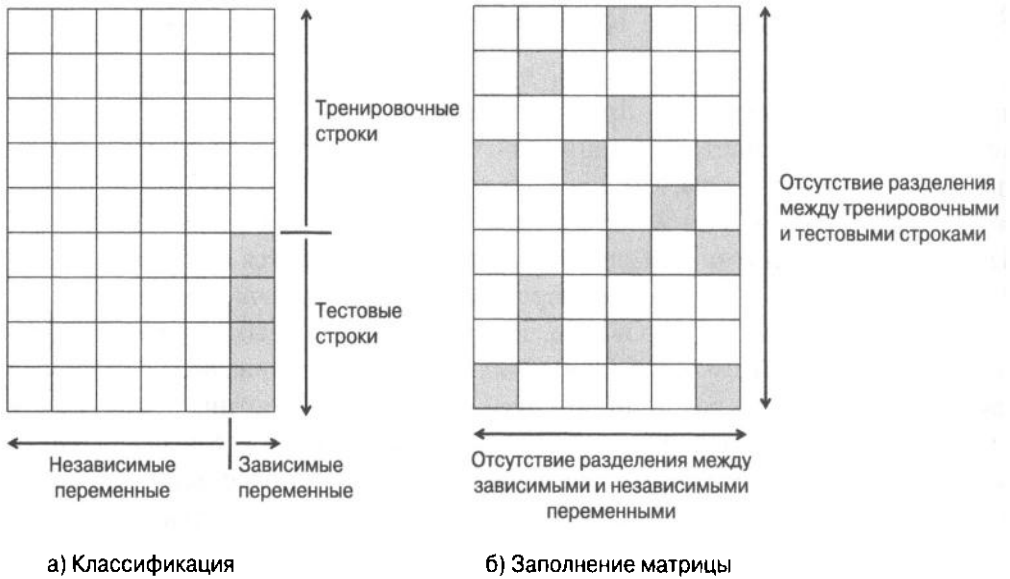 Тренировочные
строки
Тестовые
строки
Независимые
переменные
Зависимые
переменные
а) Классификация
Отсутствие разделения
между тренировочными
и тестовыми строками
Отсутствие разделения между
зависимыми и независимыми
переменными
б) Заполнение матрицы